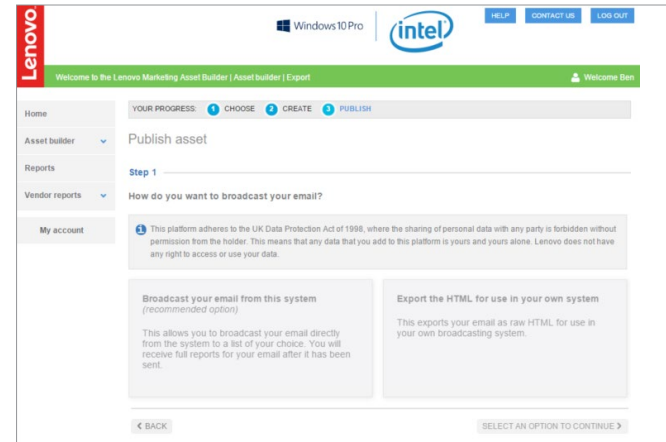 Lenovo
Windows 10 Pro
intel
HELP
CONTACT US
LOG OUT
Welcome to the Lenovo Marketing Asset Builder | Asset builder | Export
Welcome Ben
Home
Asset builder
Reports
Vendor reports
My account
YOUR PROGRESS: 1 CHOOSE 2 CREATE 3 PUBLISH
Publish asset
Step 1
How do you want to broadcast your email?
This platform adheres to the UK Data Protection Act of 1998, where the sharing of personal data with any party is forbidden without
permission from the holder. This means that any data that you add to this platform is yours and yours alone. Lenovo does not have
any right to access or use your data.
Broadcast your email from this system
(recommended option)
This allows you to broadcast your email directly
from the system to a list of your choice. You will
receive full reports for your email after it has been
sent.
Export the HTML for use in your own system
This exports your email as raw HTML for use in
your own broadcasting system.
BACK
SELECT AN OPTION TO CONTINUE